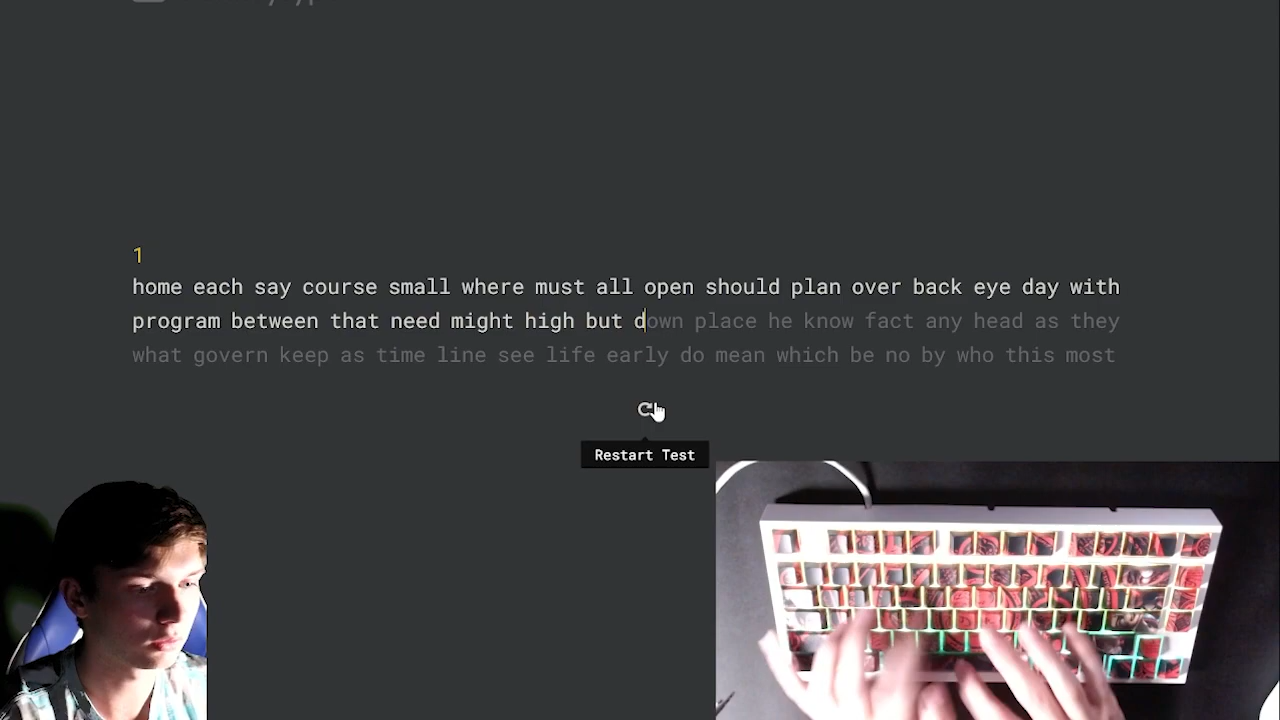 1
home each say course small where must all open should plan over back eye day with
program between that need might high but down place he know fact any head as they
what govern keep as time line see life early do mean which be no by who this most
Restart Test